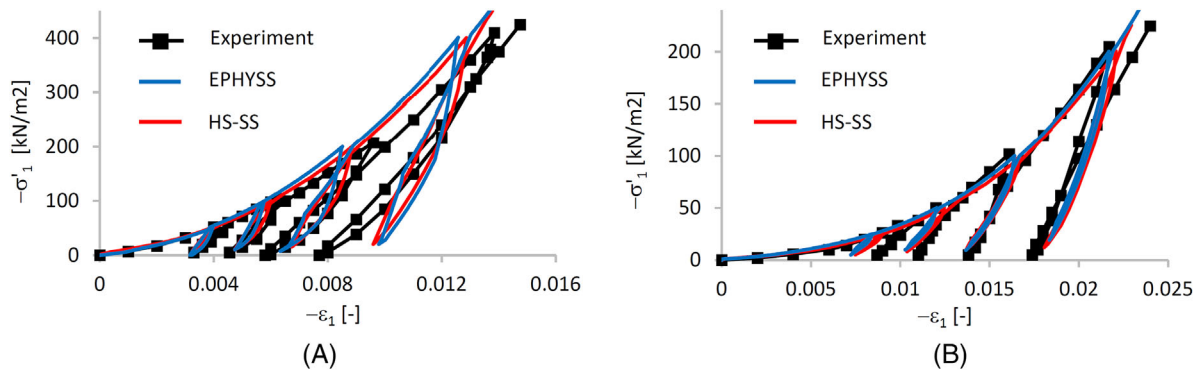 400
300
200
100
0
−σ'₁ [kN/m2]
Experiment
EPHYSS
HS-SS
0 0.004 0.008 0.012 0.016
−ε₁ [-]
(A)
200
150
100
50
0
−σ'₁ [kN/m2]
Experiment
EPHYSS
HS-SS
0 0.005 0.01 0.015 0.02 0.025
−ε₁ [-]
(B)